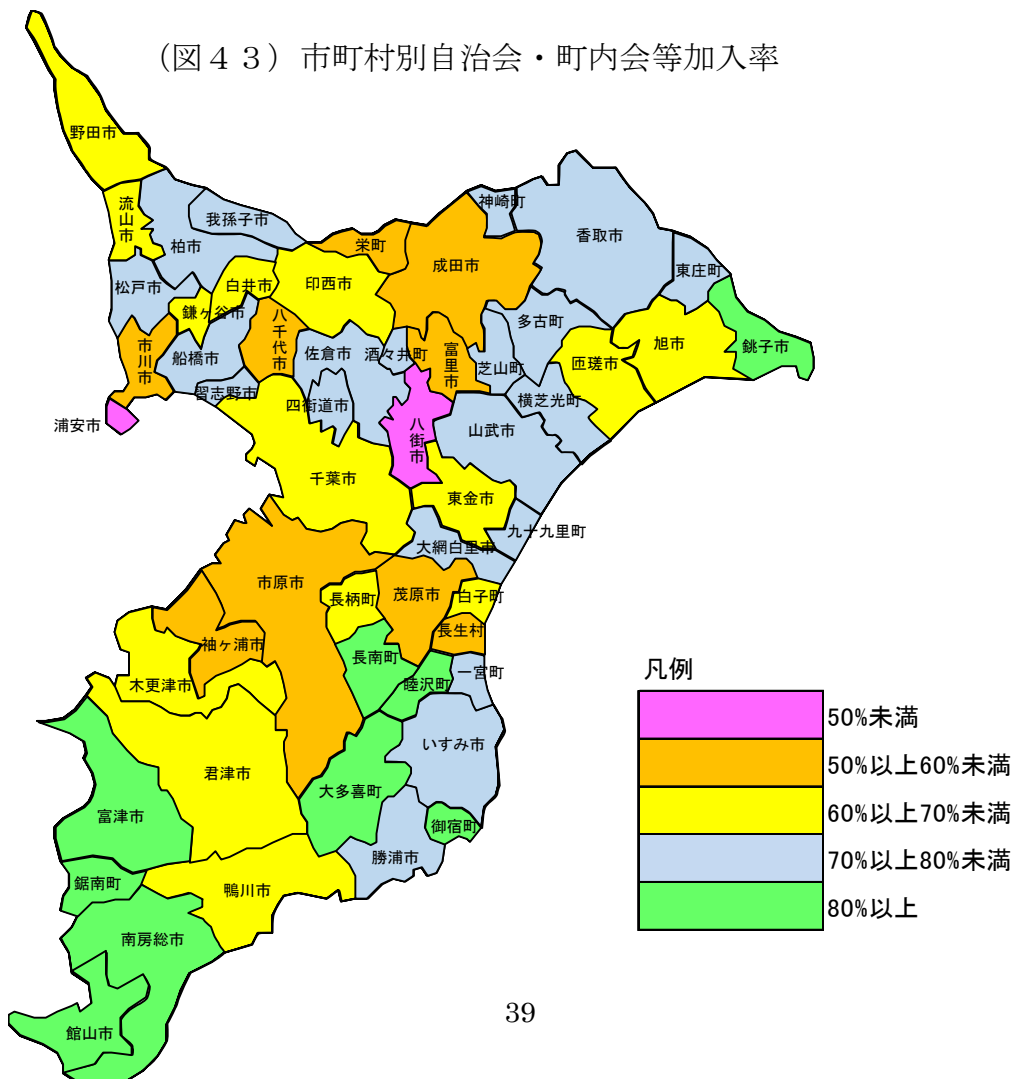 (図43) 市町村別自治会・町内会等加入率
野田市
流山市
柏市
我孫子市
松戸市
鎌ヶ谷市
白井市
印西市
栄町
成田市
神崎町
香取市
東庄町
銚子市
旭市
匝瑳市
多古町
芝山町
横芝光町
富里市
酒々井町
佐倉市
八千代市
船橋市
市川市
習志野市
四街道市
八街市
山武市
浦安市
千葉市
東金市
九十九里町
大網白里市
市原市
長柄町
茂原市
白子町
長生村
袖ヶ浦市
長南町
睦沢町
一宮町
木更津市
いすみ市
君津市
大多喜町
富津市
御宿町
勝浦市
鋸南町
鴨川市
南房総市
館山市
凡例
50%未満
50%以上60%未満
60%以上70%未満
70%以上80%未満
80%以上
39